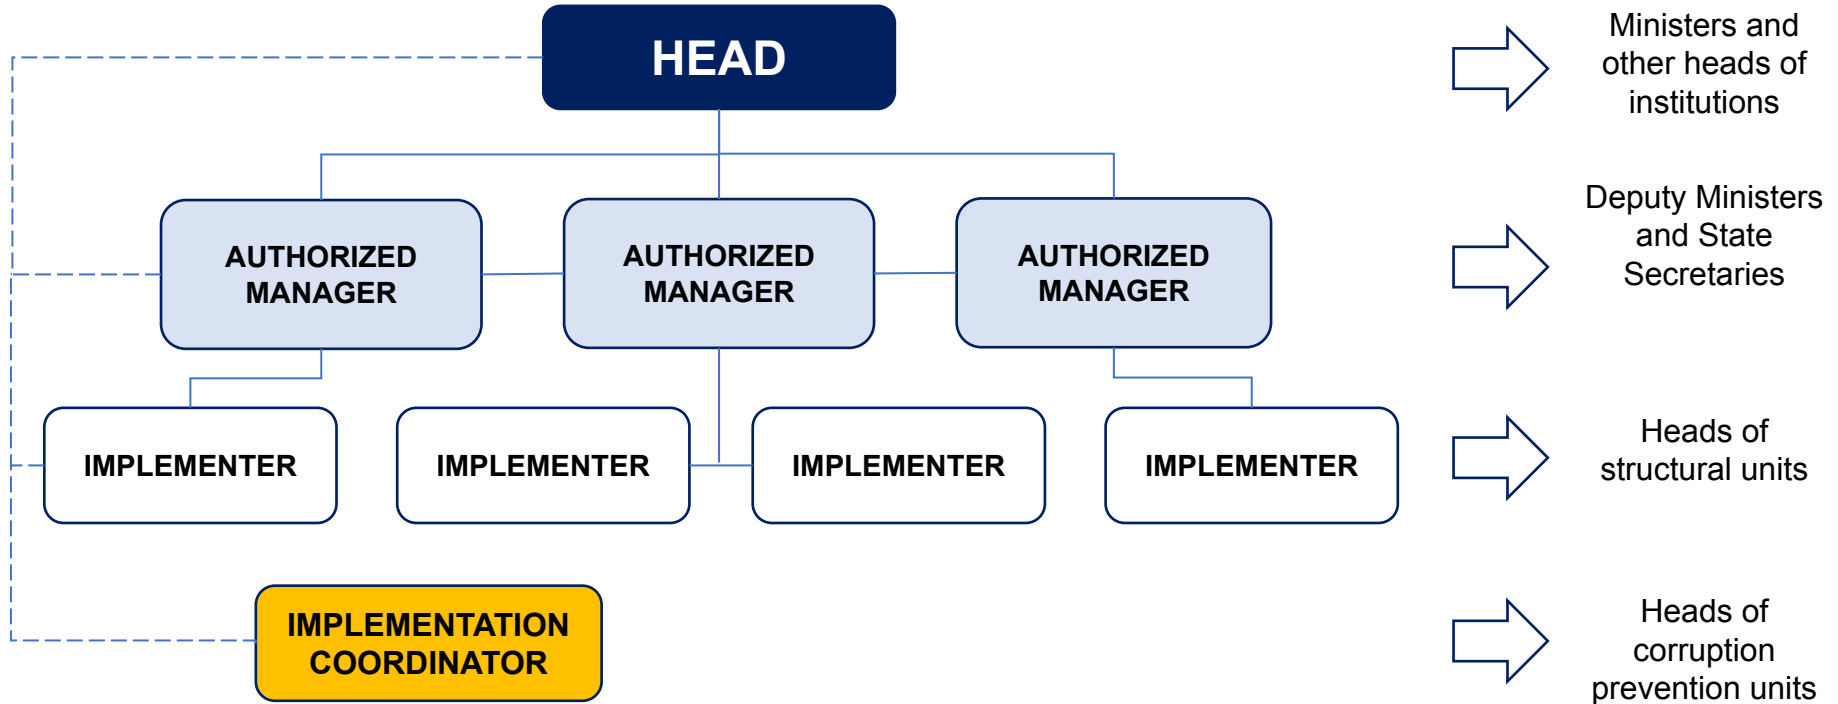 HEAD
Ministers and
other heads of
institutions
AUTHORIZED
MANAGER
AUTHORIZED
MANAGER
AUTHORIZED
MANAGER
Deputy Ministers
and State
Secretaries
IMPLEMENTER
IMPLEMENTER
IMPLEMENTER
IMPLEMENTER
Heads of
structural units
IMPLEMENTATION
COORDINATOR
Heads of
corruption
prevention units